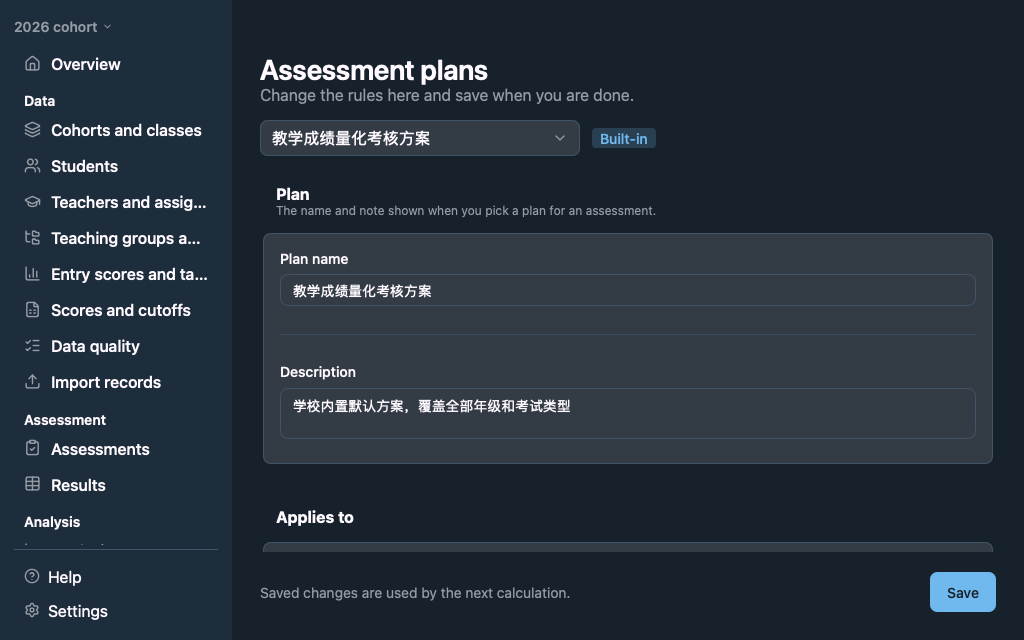 2026 cohort
Overview
Data
Cohorts and classes
Students
Teachers and assig...
Teaching groups a...
Entry scores and ta...
Scores and cutoffs
Data quality
Import records
Assessment
Assessments
Results
Analysis
Help
Settings
Assessment plans
Change the rules here and save when you are done.
教学成绩量化考核方案
Built-in
Plan
The name and note shown when you pick a plan for an assessment.
Plan name
教学成绩量化考核方案
Description
学校内置默认方案，覆盖全部年级和考试类型
Applies to
Saved changes are used by the next calculation.
Save